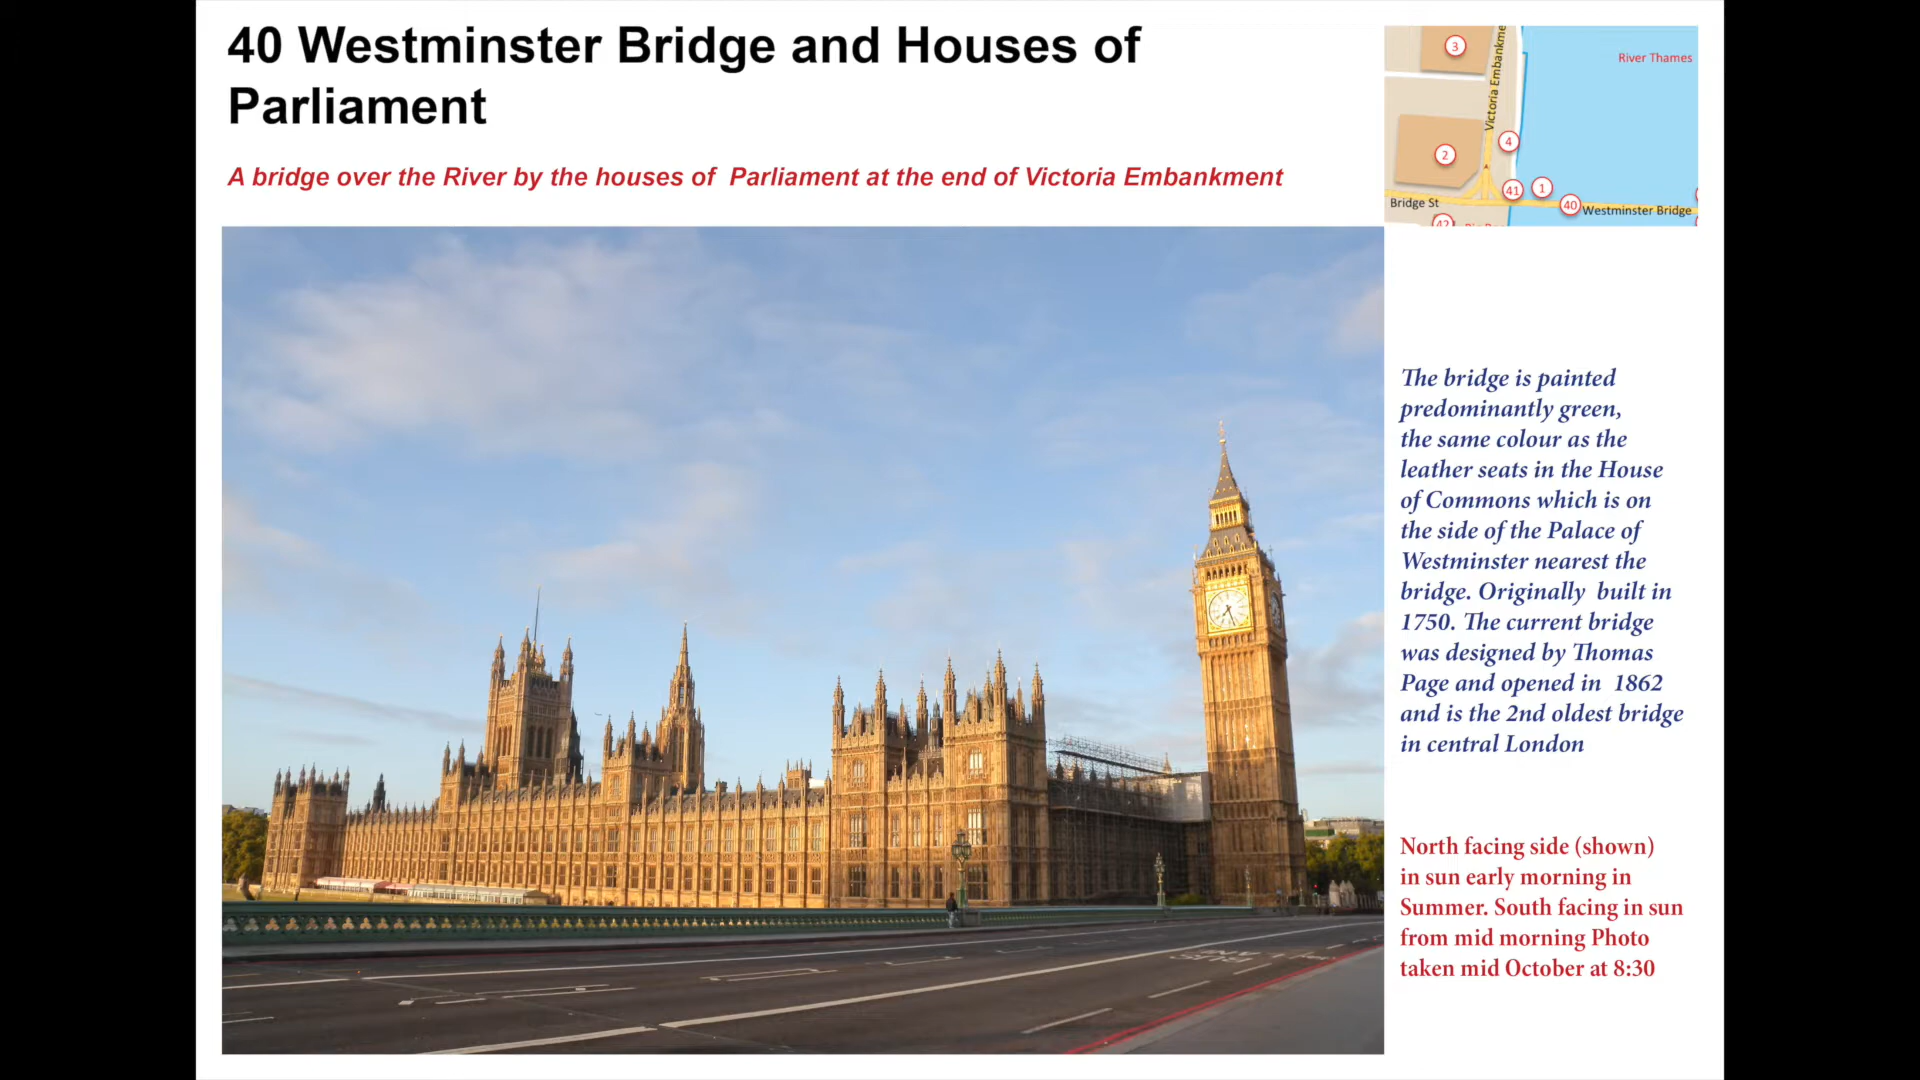 40 Westminster Bridge and Houses of
Parliament
A bridge over the River by the houses of  Parliament at the end of Victoria Embankment
River Thames
3
Victoria Embankme
4
2
41
1
40
Bridge St
Westminster Bridge
42
The bridge is painted
predominantly green,
the same colour as the
leather seats in the House
of Commons which is on
the side of the Palace of
Westminster nearest the
bridge. Originally  built in
1750. The current bridge
was designed by Thomas
Page and opened in  1862
and is the 2nd oldest bridge
in central London
North facing side (shown)
in sun early morning in
Summer. South facing in sun
from mid morning Photo
taken mid October at 8:30